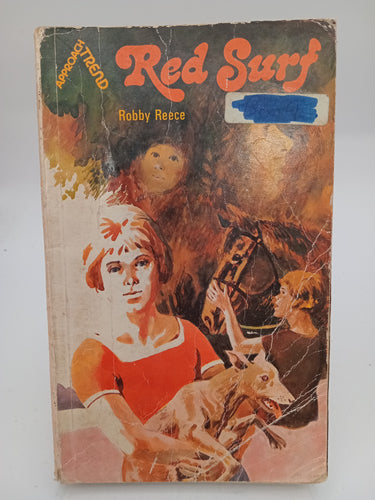 APPROACH
TREND
Red Surf
Robby Reece